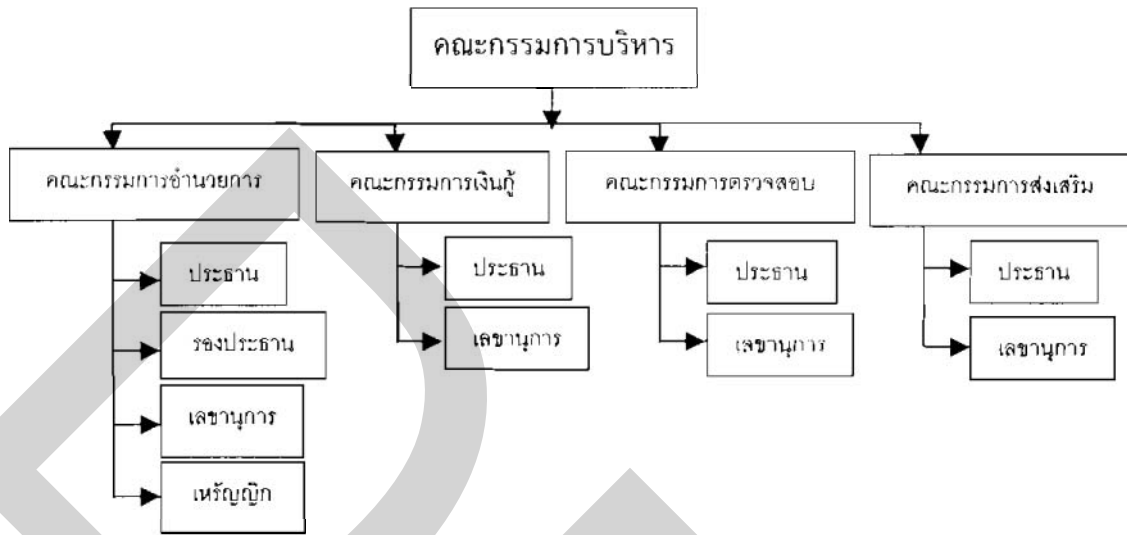 คณะกรรมการบริหาร
คณะกรรมการอำนวยการ
คณะกรรมการเงินกู้
คณะกรรมการตรวจสอบ
คณะกรรมการส่งเสริม
ประธาน
รองประธาน
เลขานุการ
เหรัญญิก
ประธาน
เลขานุการ
ประธาน
เลขานุการ
ประธาน
เลขานุการ